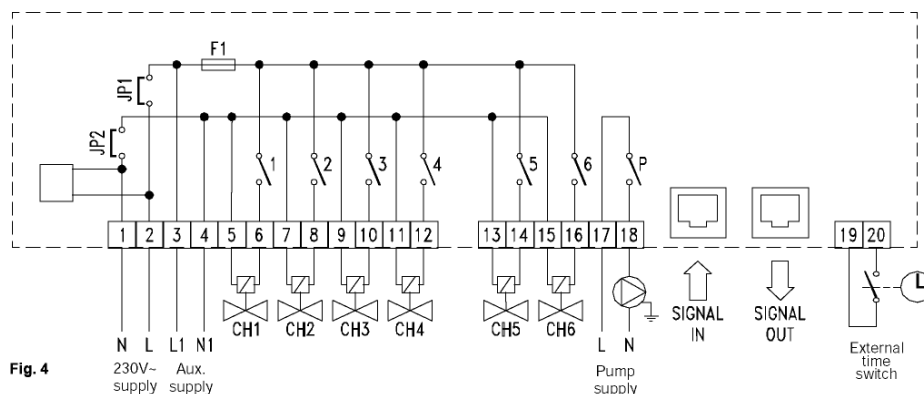 F1
JP1
JP2
1 2 3 4 5 6 P
1 2 3 4 5 6 7 8 9 10 11 12 13 14 15 16 17 18 19 20
CH1 CH2 CH3 CH4 CH5 CH6
SIGNAL IN
SIGNAL OUT
N L L1 N1 L N
230V~ supply
Aux. supply
Pump supply
External time switch
Fig. 4